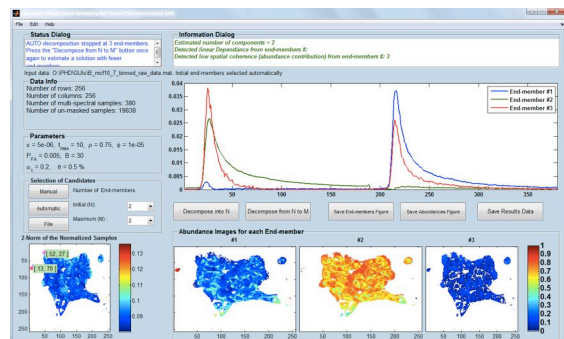 File Edit Help
Status Dialog
AUTO decomposition stopped at 3 end-members.
Press the "Decompose from N to M" button once
again to estimate a solution with fewer
end-members
Information Dialog
Estimated number of components = 2
Detected linear Dependance from end-members #:
Detected low spatial coherence (abundance contribution) from end-members #: 3
Input data: O:\PHD\GUIs\B_mcf10_7_binned_raw_data.mat. Initial end-members selected automatically
Data Info
Number of rows: 256
Number of columns: 256
Number of multi-spectral samples: 380
Number of un-masked samples: 19838
Parameters
ε = 5e-06, t_max = 10, ρ = 0.75, φ = 1e-05
P_FA = 0.005, B = 30
α_1 = 0.2, θ = 0.5 %
Selection of Candidates
Manual
Automatic
File
Number of End-members
Initial (N): 2
Maximum (M): 2
0.04
0.035
0.03
0.025
0.02
0.015
0.01
0.005
0
50 100 150 200 250 300 350
End-member #1
End-member #2
End-member #3
Decompose into N
Decompose from N to M
Save End-members Figure
Save Abundances Figure
Save Results Data
2-Norm of the Normalized Samples
[ 52, 27 ]
[ 13, 70 ]
50
100
150
200
250
50 100 150 200 250
0.13
0.12
0.11
0.1
0.09
Abundance Images for each End-member
#1
#2
#3
50 100 150 200 250
50 100 150 200 250
50 100 150 200 250
1
0.9
0.8
0.7
0.6
0.5
0.4
0.3
0.2
0.1
0